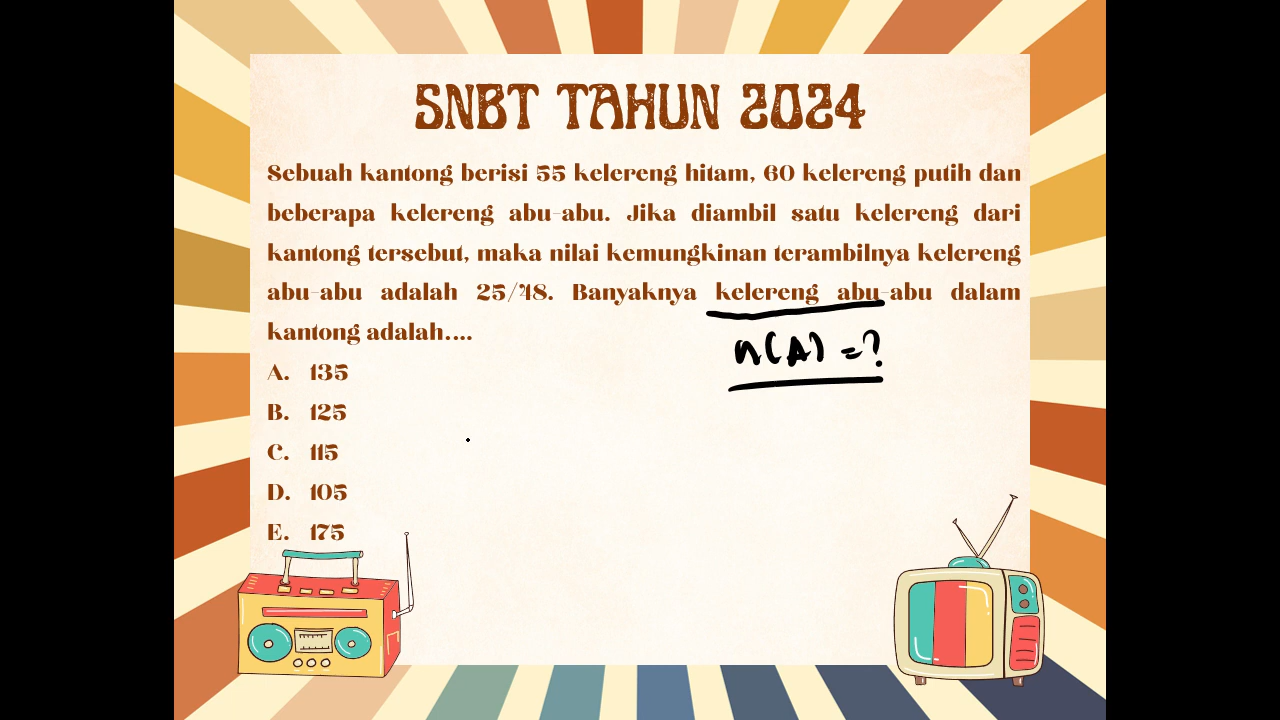 SNBT TAHUN 2024
Sebuah kantong berisi 55 kelereng hitam, 60 kelereng putih dan
beberapa kelereng abu-abu. Jika diambil satu kelereng dari
kantong tersebut, maka nilai kemungkinan terambilnya kelereng
abu-abu adalah 25/48. Banyaknya kelereng abu-abu dalam
kantong adalah....
n(A) =?
A. 135
B. 125
C. 115
D. 105
E. 175